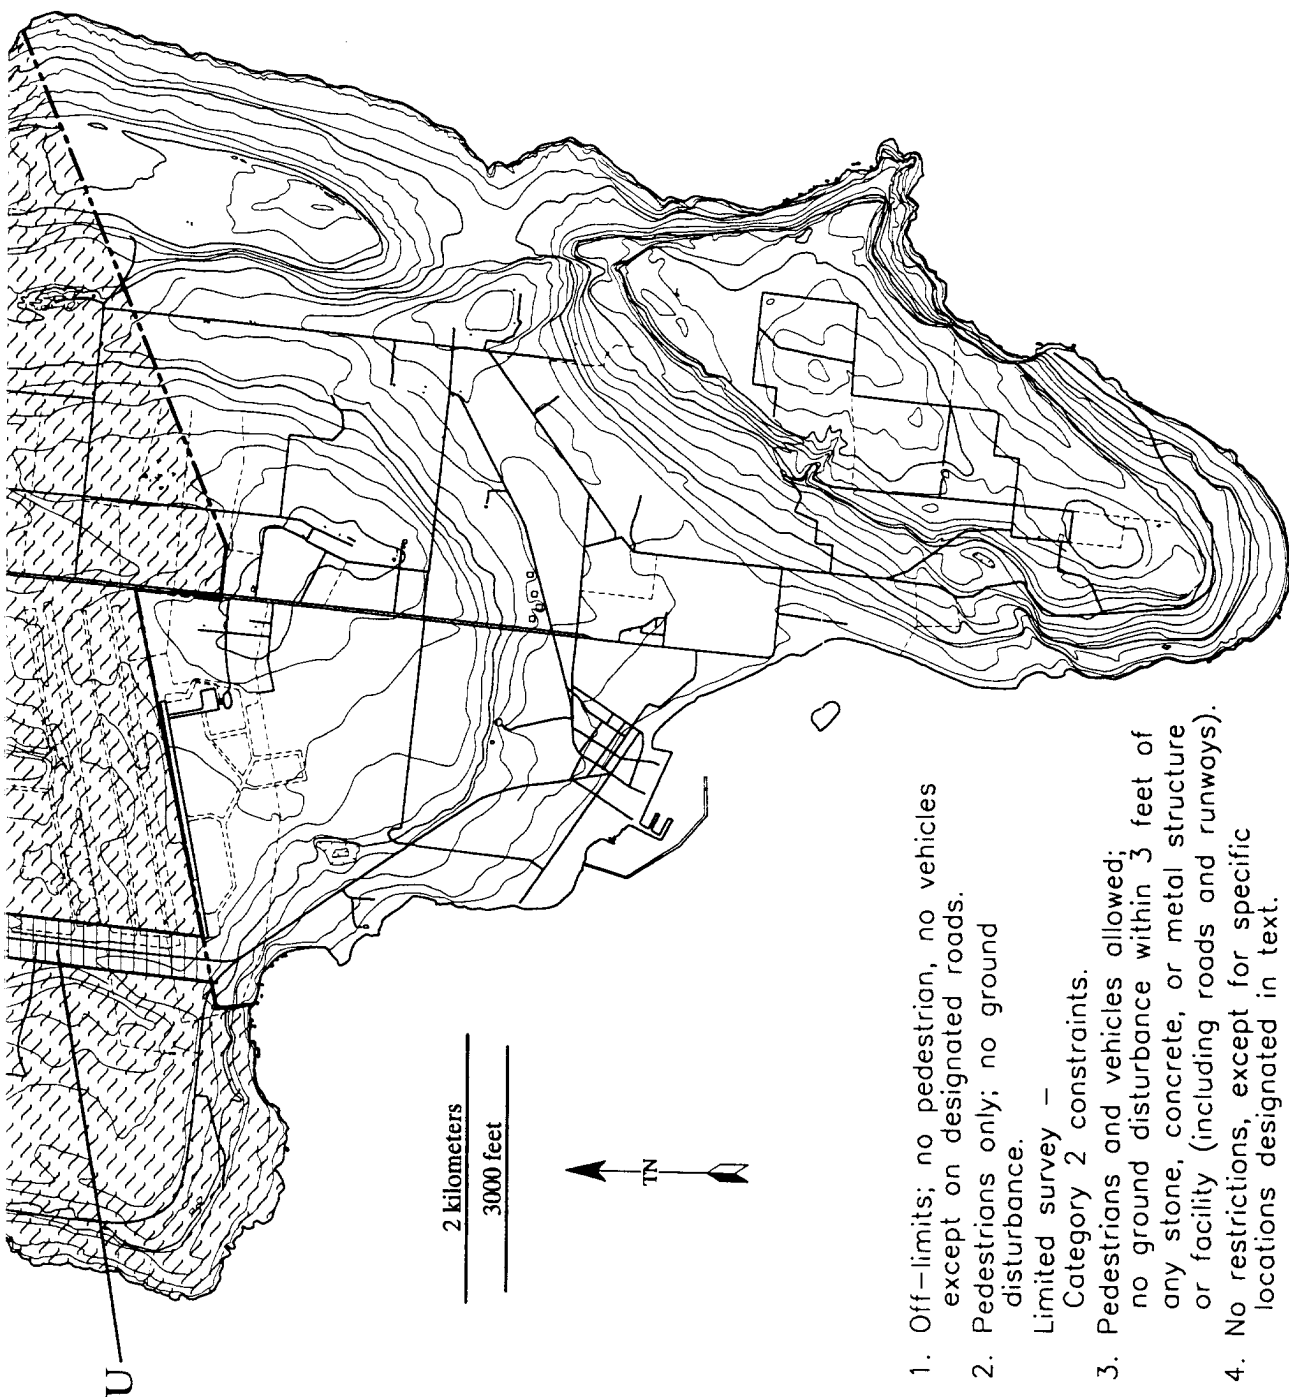 U
2 kilometers
3000 feet
TN
1. Off-limits; no pedestrian, no vehicles
except on designated roads.
2. Pedestrians only; no ground
disturbance.
Limited survey –
Category 2 constraints.
3. Pedestrians and vehicles allowed;
no ground disturbance within 3 feet of
any stone, concrete, or metal structure
or facility (including roads and runways).
4. No restrictions, except for specific
locations designated in text.